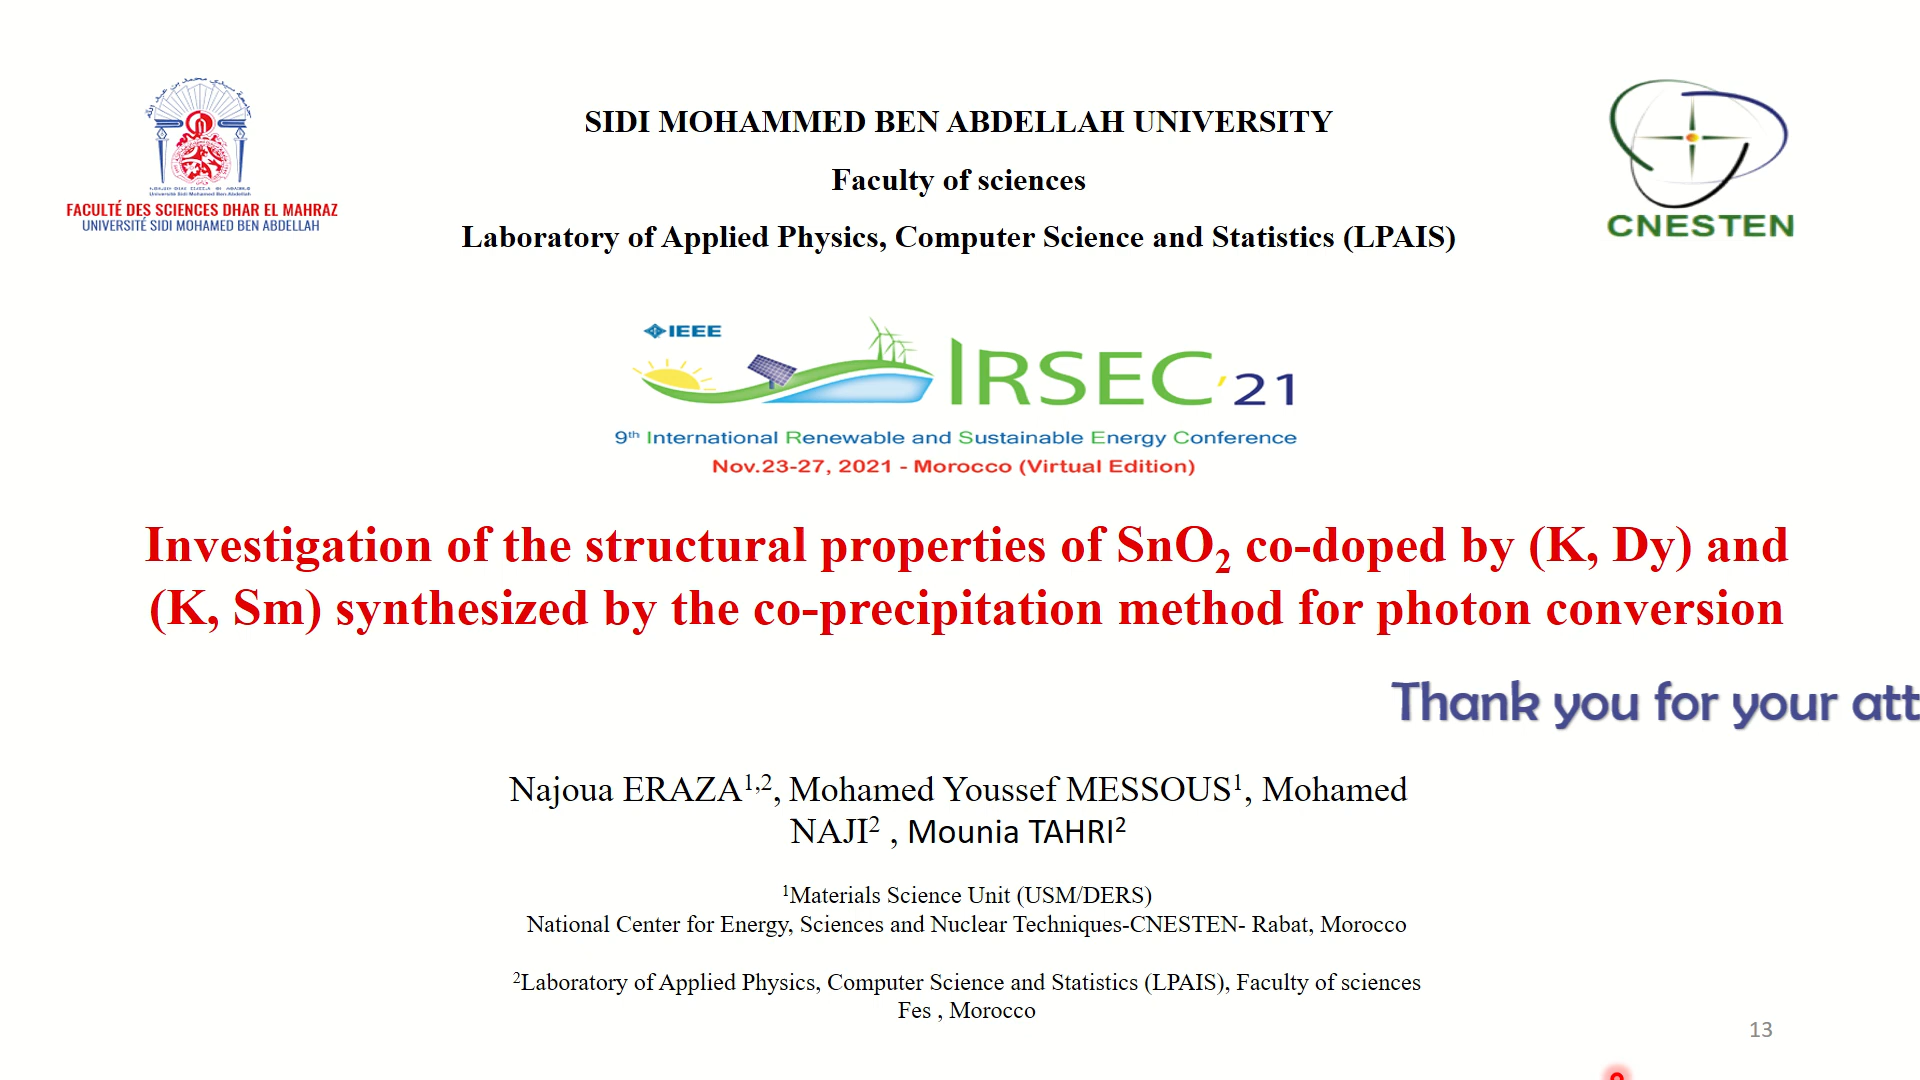 SIDI MOHAMMED BEN ABDELLAH UNIVERSITY
Faculty of sciences
Laboratory of Applied Physics, Computer Science and Statistics (LPAIS)
FACULTÉ DES SCIENCES DHAR EL MAHRAZ
UNIVERSITÉ SIDI MOHAMED BEN ABDELLAH
CNESTEN
IEEE
IRSEC'21
9th International Renewable and Sustainable Energy Conference
Nov.23-27, 2021 - Morocco (Virtual Edition)
Investigation of the structural properties of SnO2 co-doped by (K, Dy) and
(K, Sm) synthesized by the co-precipitation method for photon conversion
Thank you for your att
Najoua ERAZA1,2, Mohamed Youssef MESSOUS1, Mohamed
NAJI2 , Mounia TAHRI2
1Materials Science Unit (USM/DERS)
National Center for Energy, Sciences and Nuclear Techniques-CNESTEN- Rabat, Morocco
2Laboratory of Applied Physics, Computer Science and Statistics (LPAIS), Faculty of sciences
Fes , Morocco
13